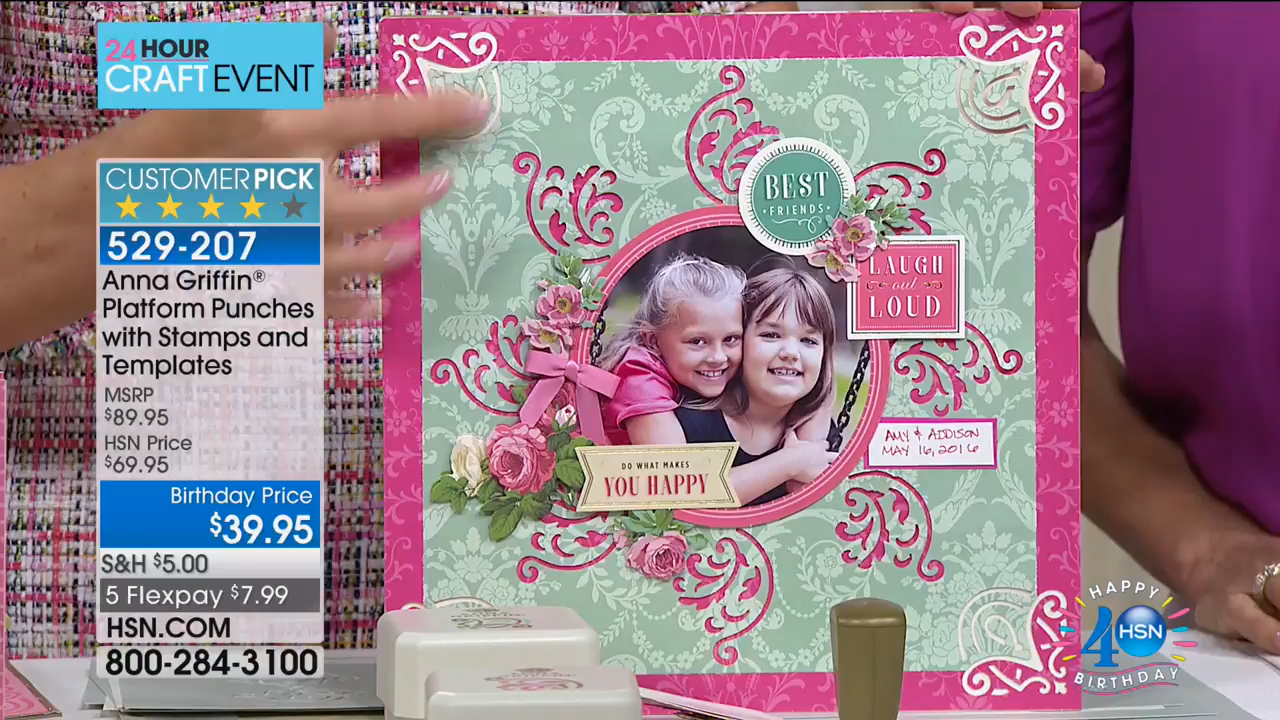 24 HOUR
CRAFT EVENT
CUSTOMER PICK
529-207
Anna Griffin®
Platform Punches
with Stamps and
Templates
MSRP
$89.95
HSN Price
$69.95
Birthday Price
$39.95
S&H $5.00
5 Flexpay $7.99
HSN.COM
800-284-3100
BEST
FRIENDS
LAUGH
out
LOUD
AMY & ADDISON
MAY 16, 2016
DO WHAT MAKES
YOU HAPPY
HAPPY
40 HSN
BIRTHDAY